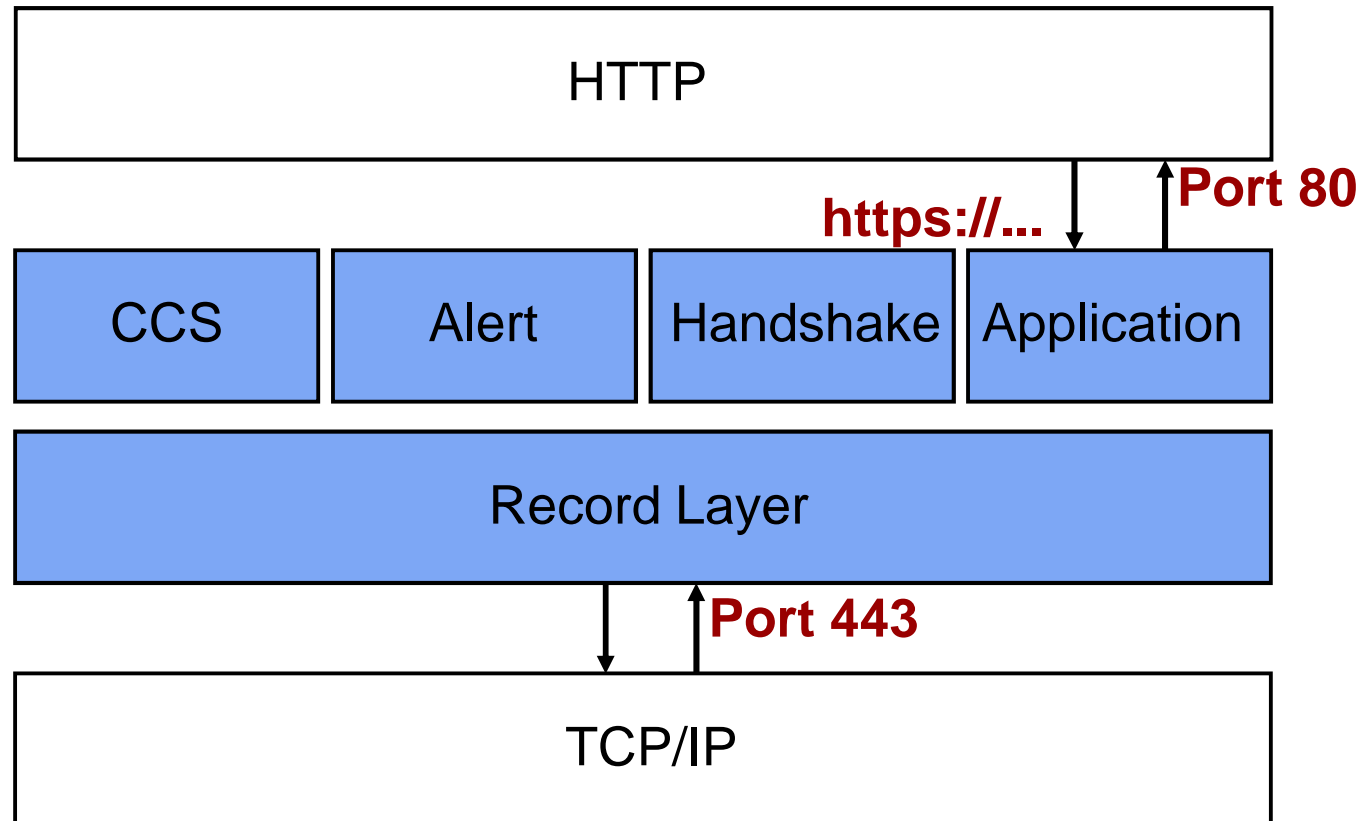 HTTP
Port 80
https://...
CCS
Alert
Handshake
Application
Record Layer
Port 443
TCP/IP